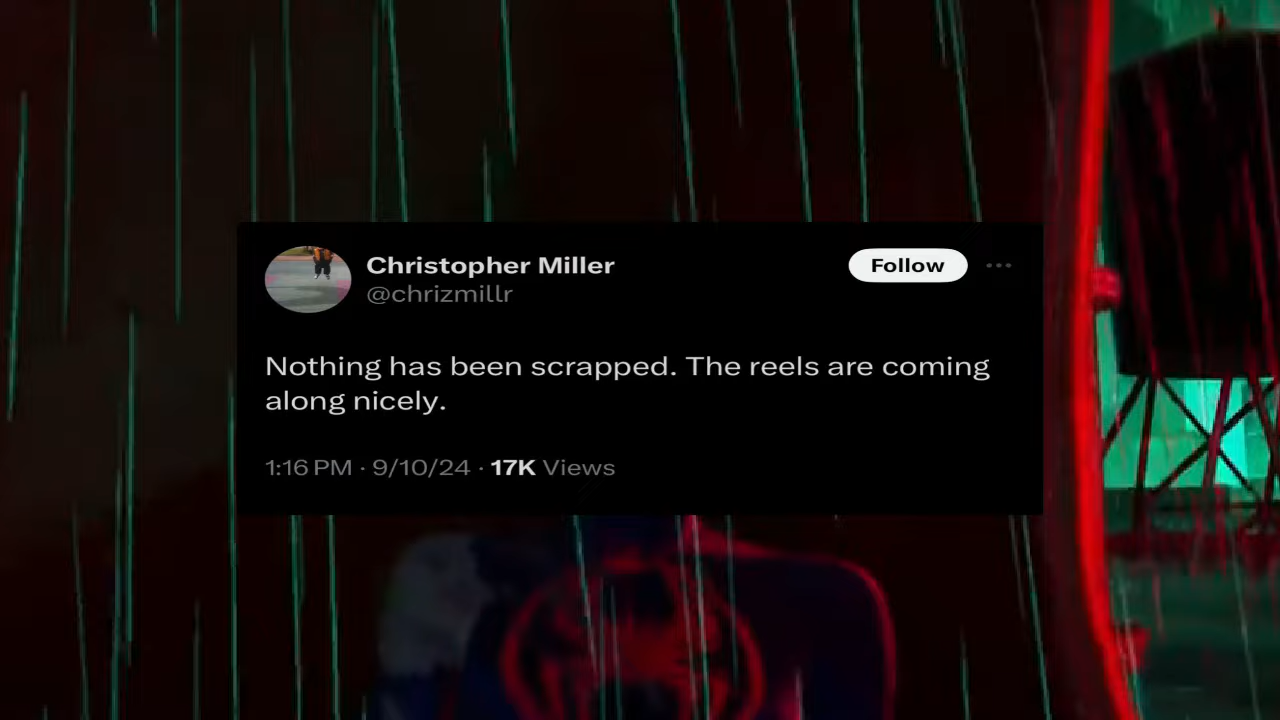 Christopher Miller
Follow
@chrizmillr
Nothing has been scrapped. The reels are coming
along nicely.
1:16 PM · 9/10/24 · 17K Views